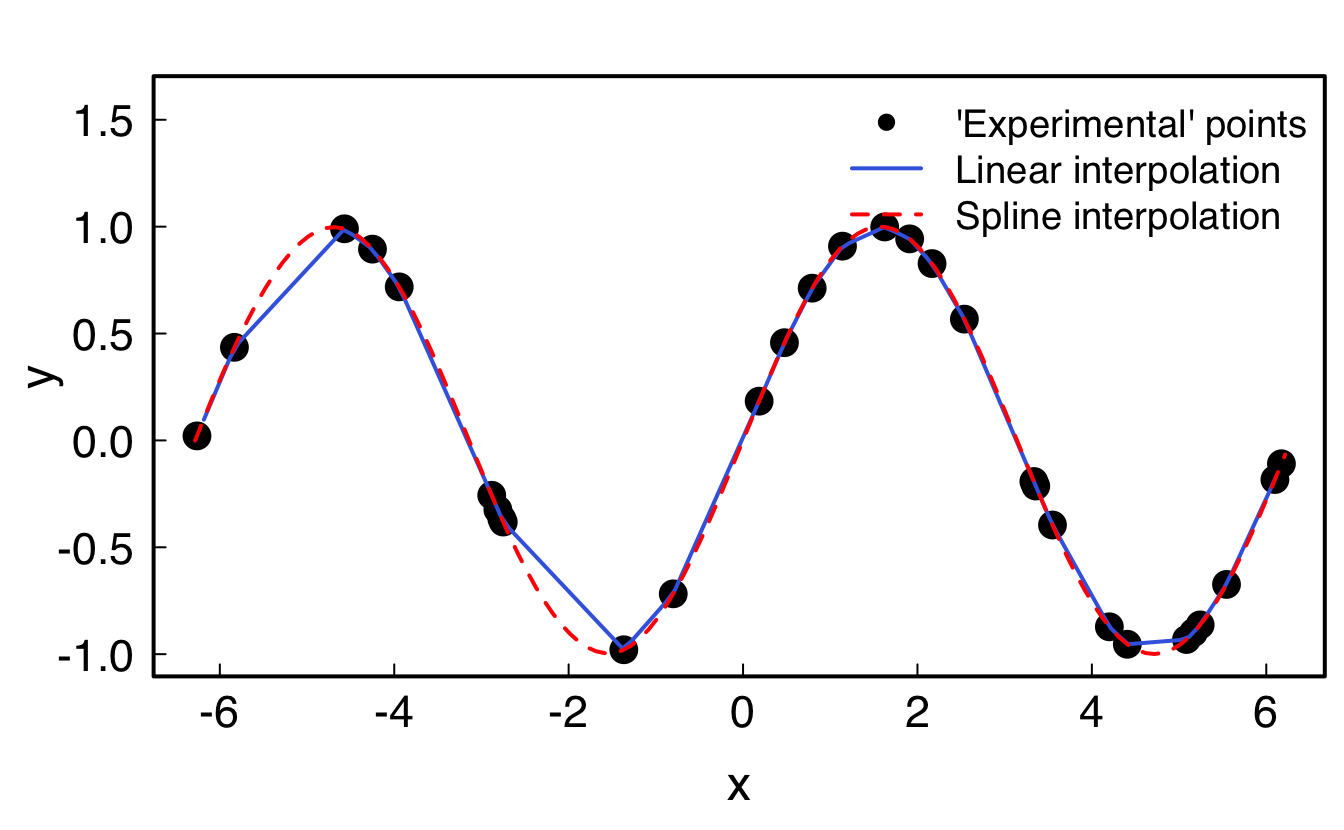 'Experimental' points
Linear interpolation
Spline interpolation
1.5
1.0
0.5
0.0
-0.5
-1.0
y
-6 -4 -2 0 2 4 6
x